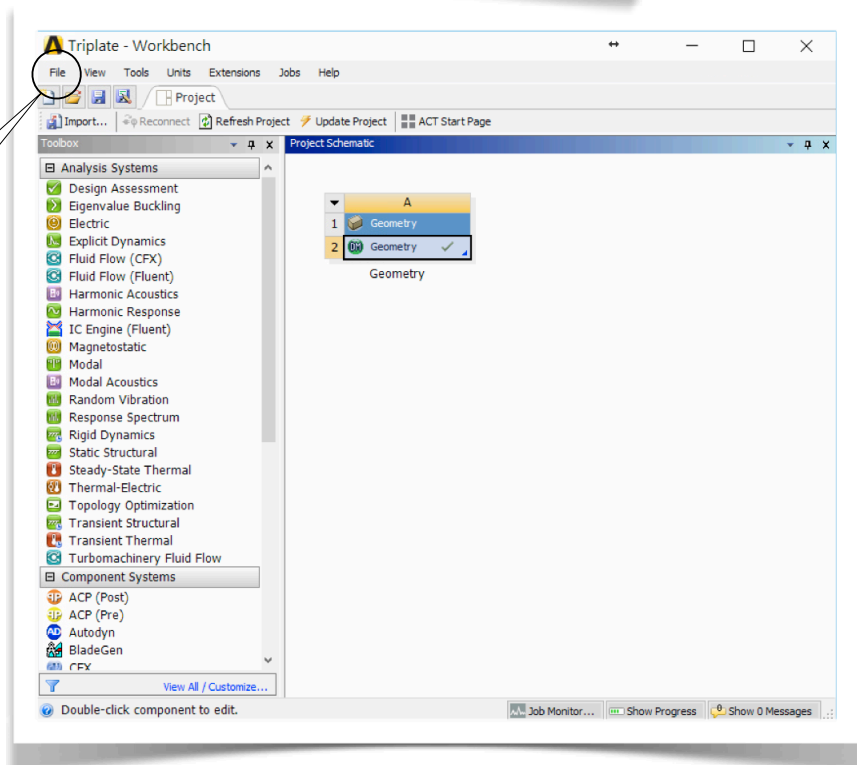 Triplate - Workbench
File View Tools Units Extensions Jobs Help
Project
Import... Reconnect Refresh Project Update Project ACT Start Page
Toolbox
Project Schematic
Analysis Systems
Design Assessment
Eigenvalue Buckling
Electric
Explicit Dynamics
Fluid Flow (CFX)
Fluid Flow (Fluent)
Harmonic Acoustics
Harmonic Response
IC Engine (Fluent)
Magnetostatic
Modal
Modal Acoustics
Random Vibration
Response Spectrum
Rigid Dynamics
Static Structural
Steady-State Thermal
Thermal-Electric
Topology Optimization
Transient Structural
Transient Thermal
Turbomachinery Fluid Flow
Component Systems
ACP (Post)
ACP (Pre)
Autodyn
BladeGen
CFX
View All / Customize...
A
1 Geometry
2 Geometry
Geometry
Double-click component to edit.
Job Monitor... Show Progress Show 0 Messages